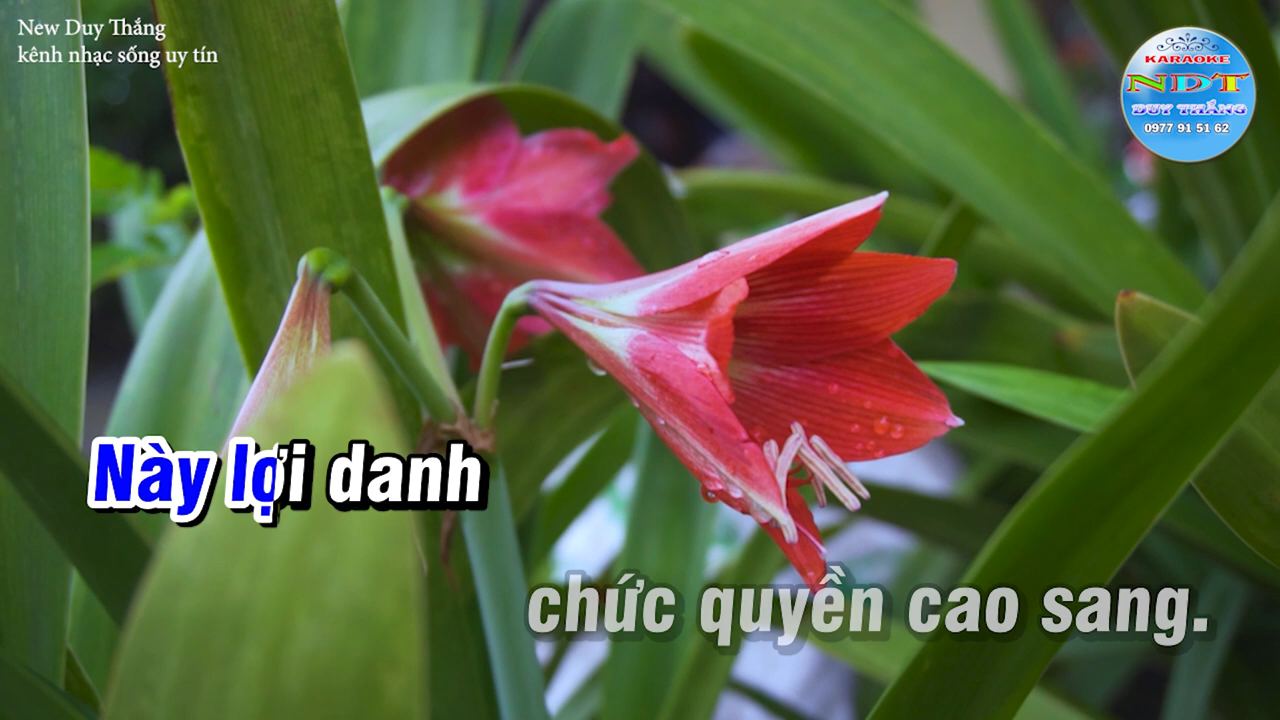 New Duy Thắng
kênh nhạc sống uy tín
KARAOKE
NDT
DUY THẮNG
0977 91 51 62
Này lợi danh
chức quyền cao sang.